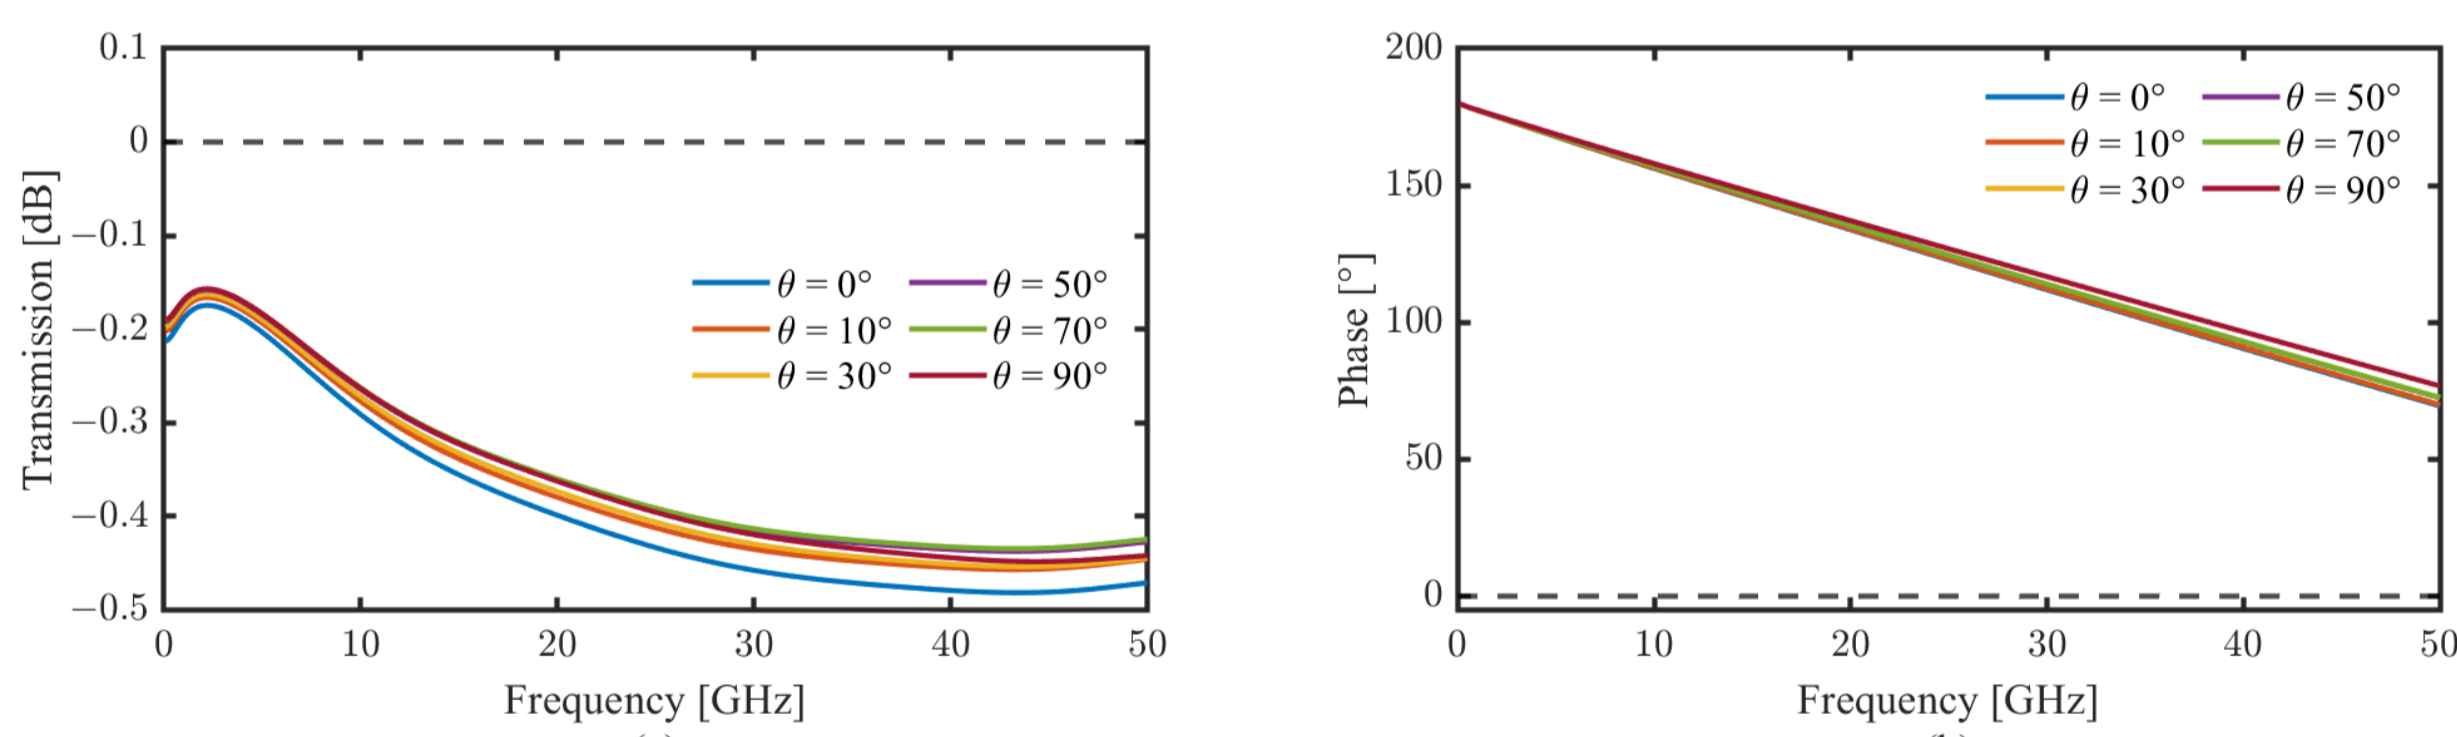 0.1
0
−0.1
−0.2
−0.3
−0.4
−0.5
Transmission [dB]
θ = 0° θ = 50°
θ = 10° θ = 70°
θ = 30° θ = 90°
0 10 20 30 40 50
Frequency [GHz]
200
150
100
50
0
Phase [°]
θ = 0° θ = 50°
θ = 10° θ = 70°
θ = 30° θ = 90°
0 10 20 30 40 50
Frequency [GHz]